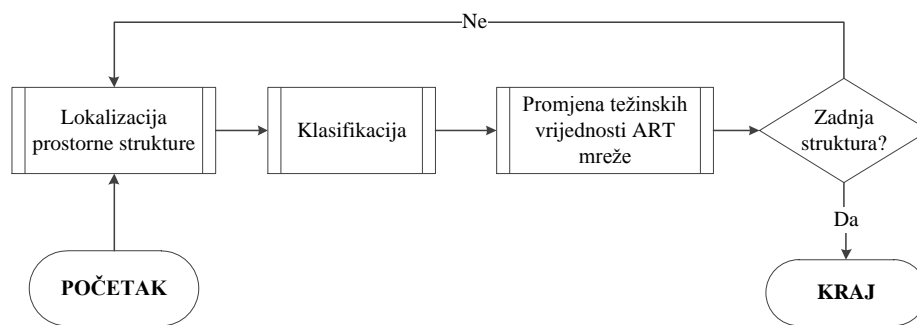 Ne
Lokalizacija
prostorne strukture
Klasifikacija
Promjena težinskih
vrijednosti ART
mreže
Zadnja
struktura?
Da
POČETAK
KRAJ